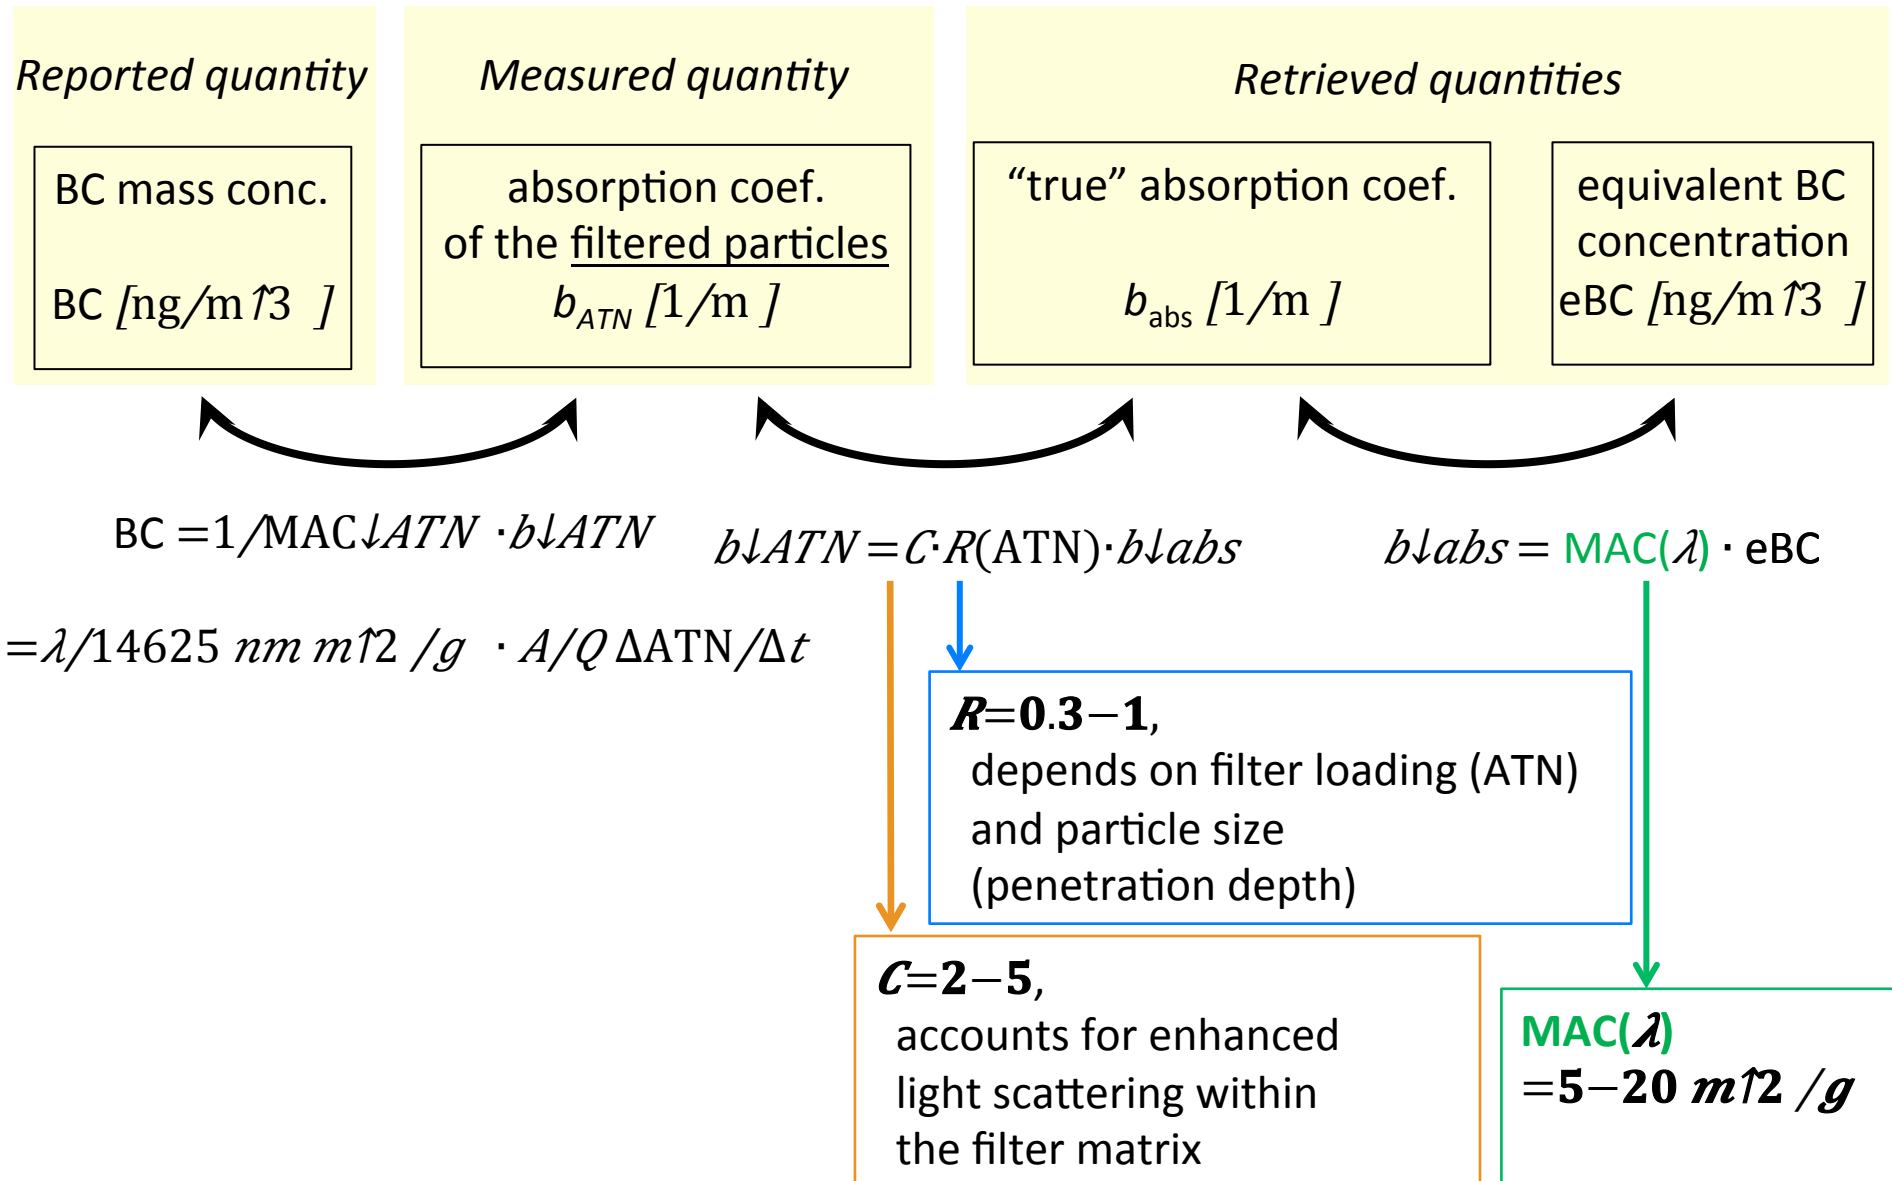 Reported quantity
BC mass conc.
BC [ng/m↑3 ]
Measured quantity
absorption coef.
of the filtered particles
b_ATN [1/m ]
Retrieved quantities
“true” absorption coef.
b_abs [1/m ]
equivalent BC
concentration
eBC [ng/m↑3 ]
BC =1/MAC↓ATN ·b↓ATN
=λ/14625 nm m↑2 /g · A/Q ΔATN/Δt
b↓ATN =C·R(ATN)·b↓abs
b↓abs = MAC(λ) · eBC
R=0.3−1,
depends on filter loading (ATN)
and particle size
(penetration depth)
C=2−5,
accounts for enhanced
light scattering within
the filter matrix
MAC(λ)
=5−20 m↑2 /g